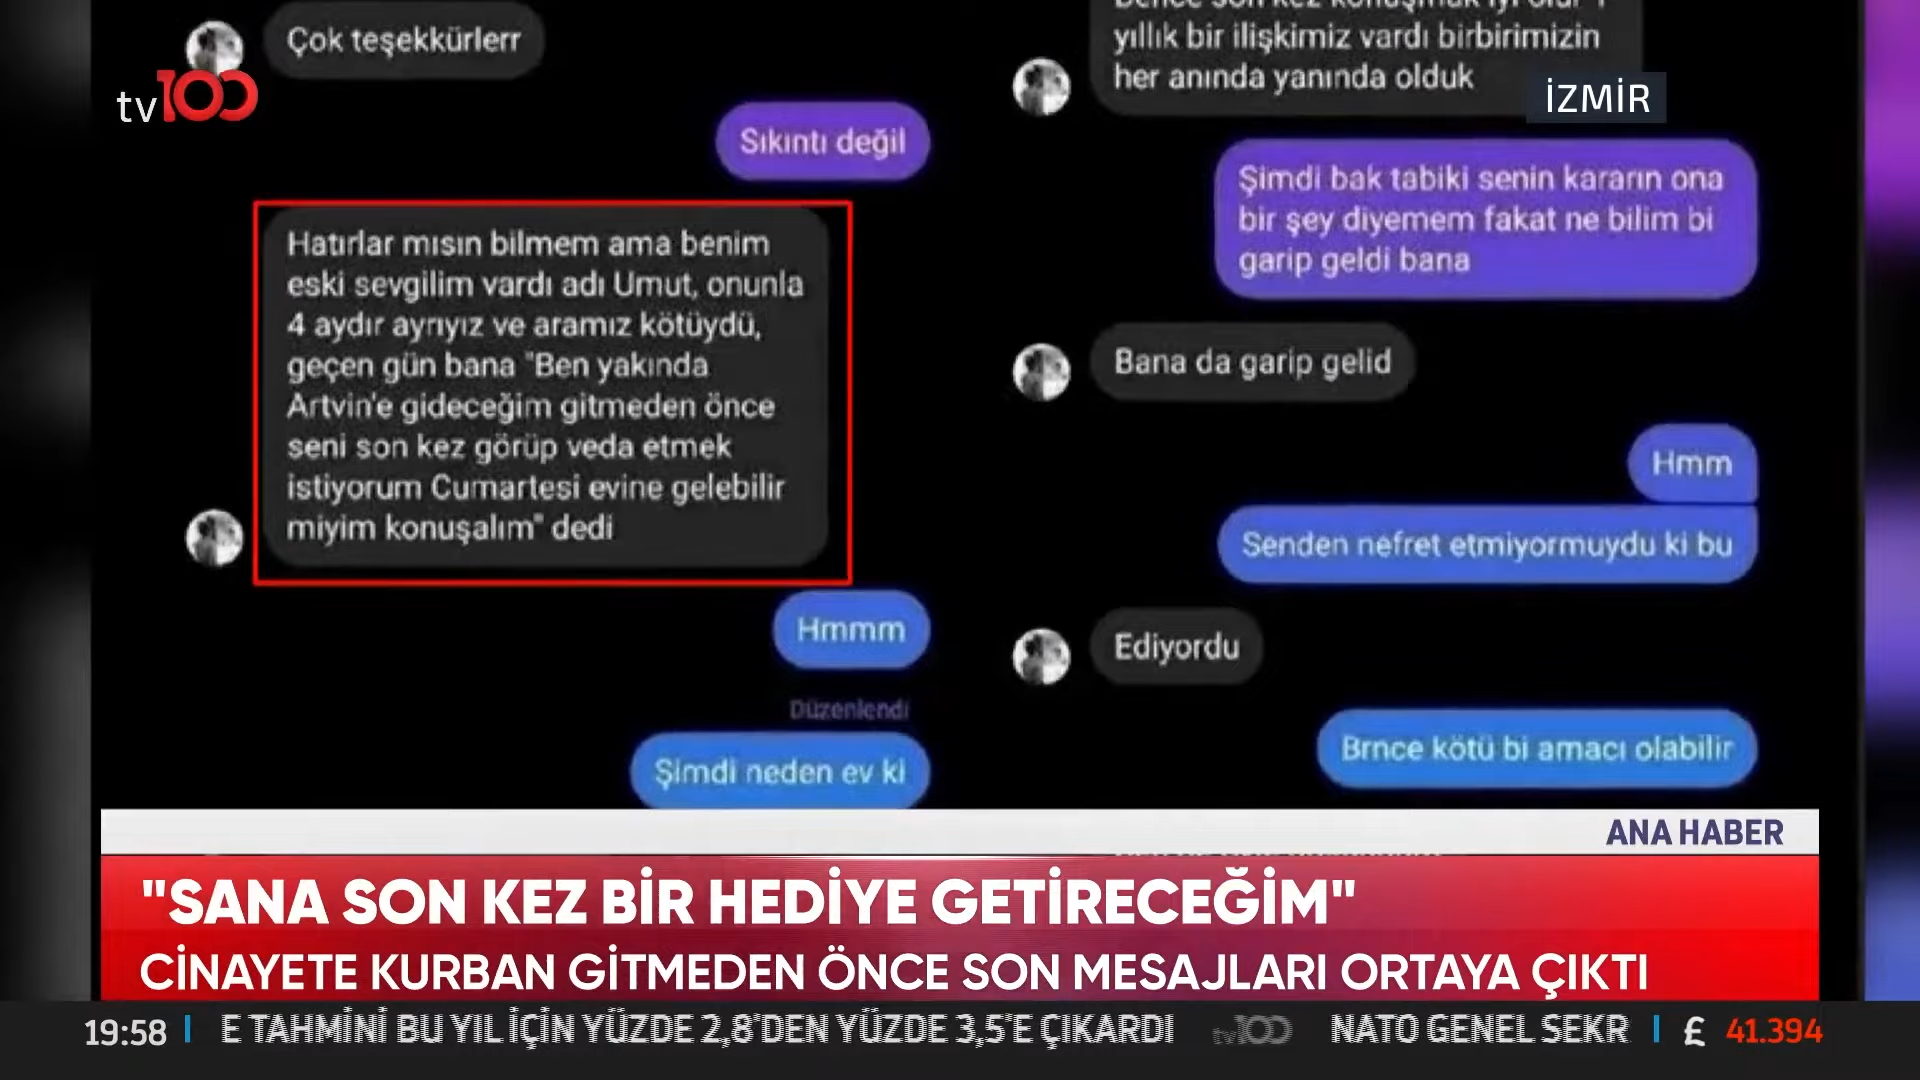 Çok teşekkürlerr
tv100
Sıkıntı değil
Hatırlar mısın bilmem ama benim
eski sevgilim vardı adı Umut, onunla
4 aydır ayrıyız ve aramız kötüydü,
geçen gün bana "Ben yakında
Artvin'e gideceğim gitmeden önce
seni son kez görüp veda etmek
istiyorum Cumartesi evine gelebilir
miyim konuşalım" dedi
Hmmm
Düzenlendi
Şimdi neden ev ki
yıllık bir ilişkimiz vardı birbirimizin
her anında yanında olduk
İZMİR
Şimdi bak tabiki senin kararın ona
bir şey diyemem fakat ne bilim bi
garip geldi bana
Bana da garip gelid
Hmm
Senden nefret etmiyormuydu ki bu
Ediyordu
Brnce kötü bi amacı olabilir
ANA HABER
"SANA SON KEZ BİR HEDİYE GETİRECEĞİM"
CİNAYETE KURBAN GİTMEDEN ÖNCE SON MESAJLARI ORTAYA ÇIKTI
19:58 E TAHMİNİ BU YIL İÇİN YÜZDE 2,8'DEN YÜZDE 3,5'E ÇIKARDI tv100 NATO GENEL SEKR £ 41.394